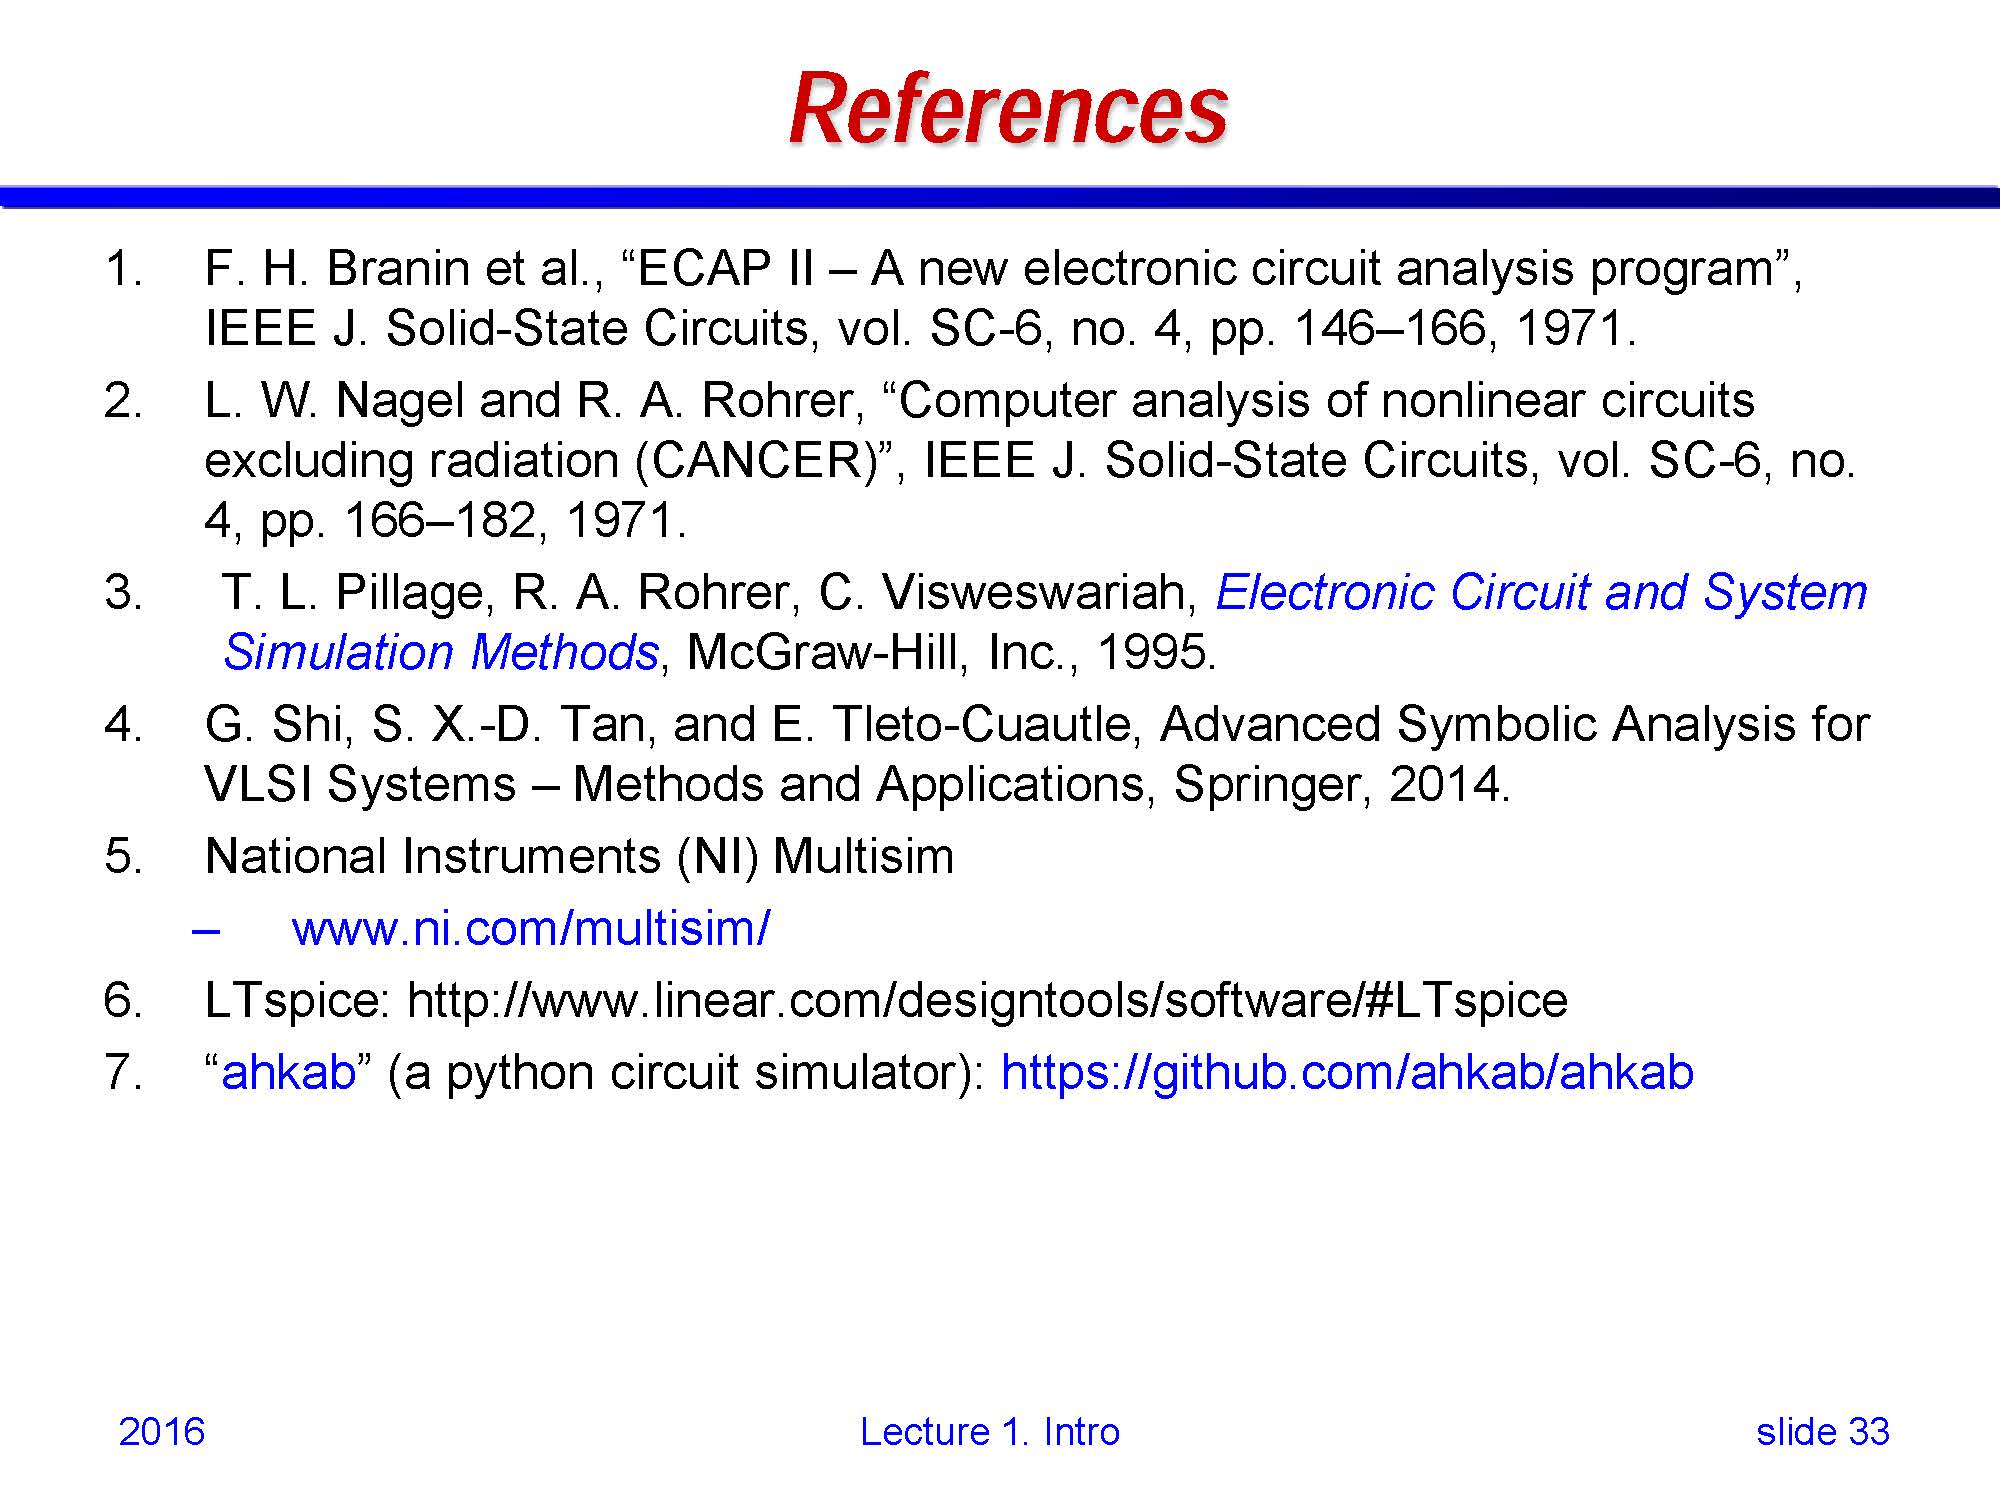 References
1. F. H. Branin et al., “ECAP II – A new electronic circuit analysis program”,
IEEE J. Solid-State Circuits, vol. SC-6, no. 4, pp. 146–166, 1971.
2. L. W. Nagel and R. A. Rohrer, “Computer analysis of nonlinear circuits
excluding radiation (CANCER)”, IEEE J. Solid-State Circuits, vol. SC-6, no.
4, pp. 166–182, 1971.
3. T. L. Pillage, R. A. Rohrer, C. Visweswariah, Electronic Circuit and System
Simulation Methods, McGraw-Hill, Inc., 1995.
4. G. Shi, S. X.-D. Tan, and E. Tleto-Cuautle, Advanced Symbolic Analysis for
VLSI Systems – Methods and Applications, Springer, 2014.
5. National Instruments (NI) Multisim
– www.ni.com/multisim/
6. LTspice: http://www.linear.com/designtools/software/#LTspice
7. “ahkab” (a python circuit simulator): https://github.com/ahkab/ahkab
2016 Lecture 1. Intro slide 33